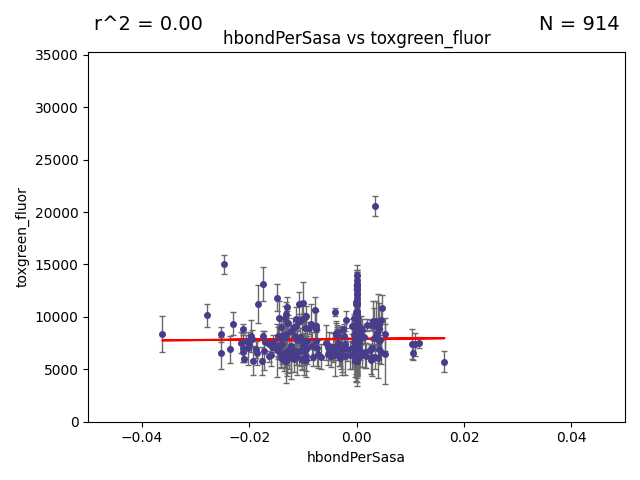 r^2 = 0.00
N = 914
hbondPerSasa vs toxgreen_fluor
35000
30000
25000
20000
15000
10000
5000
0
toxgreen_fluor
−0.04
−0.02
0.00
0.02
0.04
hbondPerSasa